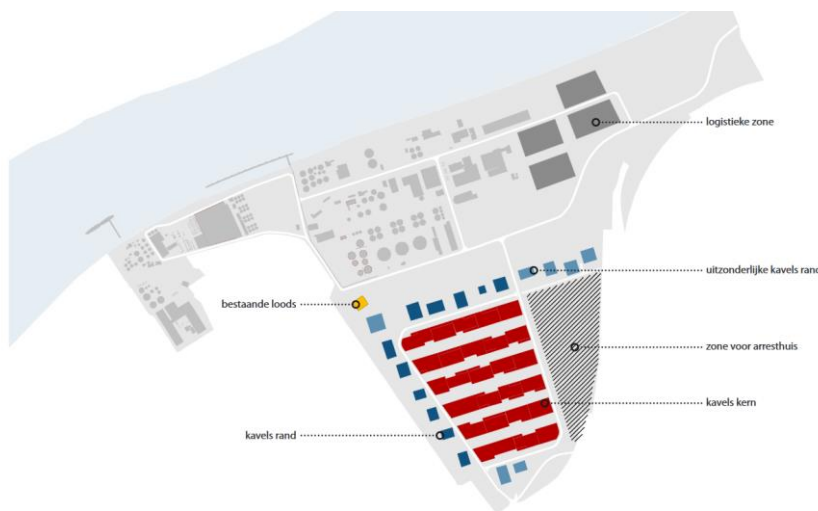 logistieke zone
uitzonderlijke kavels rand
bestaande loods
zone voor arresthuis
kavels kern
kavels rand